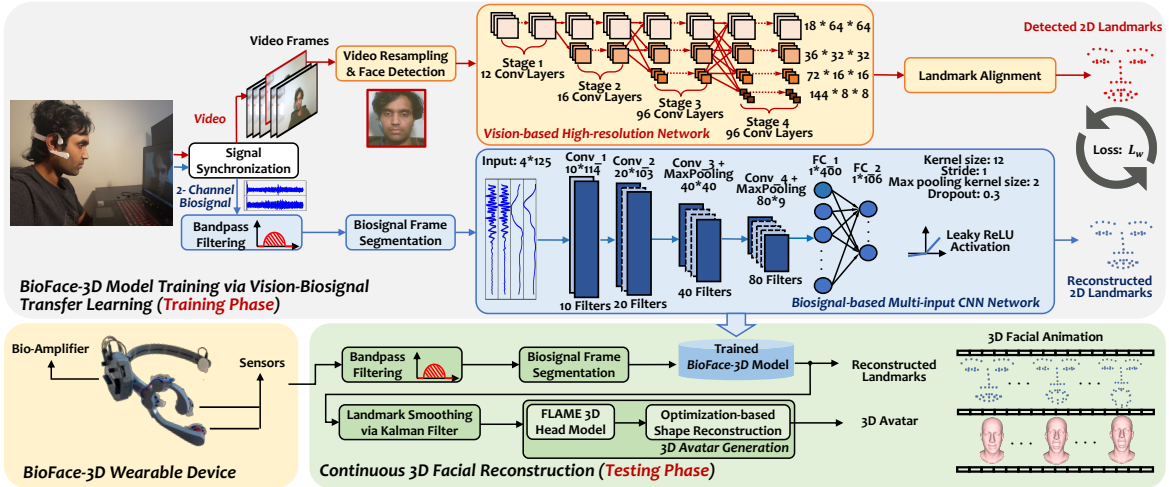 Video Frames
Video
Signal
Synchronization
2- Channel
Biosignal
Video Resampling
& Face Detection
Stage 1
12 Conv Layers
Stage 2
16 Conv Layers
Stage 3
96 Conv Layers
Stage 4
96 Conv Layers
18 * 64 * 64
36 * 32 * 32
72 * 16 * 16
144 * 8 * 8
Vision-based High-resolution Network
Landmark Alignment
Detected 2D Landmarks
Loss: Lw
Bandpass
Filtering
Biosignal Frame
Segmentation
Input: 4*125
Conv_1
10*114
Conv_2
20*103
Conv_3 +
MaxPooling
40*40
Conv_4 +
MaxPooling
80*9
FC_1
1*400
FC_2
1*106
Kernel size: 12
Stride: 1
Max pooling kernel size: 2
Dropout: 0.3
Leaky ReLU
Activation
10 Filters
20 Filters
40 Filters
80 Filters
Biosignal-based Multi-input CNN Network
Reconstructed
2D Landmarks
BioFace-3D Model Training via Vision-Biosignal
Transfer Learning (Training Phase)
Bio-Amplifier
Sensors
BioFace-3D Wearable Device
Bandpass
Filtering
Biosignal Frame
Segmentation
Trained
BioFace-3D Model
Reconstructed
Landmarks
Landmark Smoothing
via Kalman Filter
FLAME 3D
Head Model
Optimization-based
Shape Reconstruction
3D Avatar Generation
3D Avatar
3D Facial Animation
Continuous 3D Facial Reconstruction (Testing Phase)